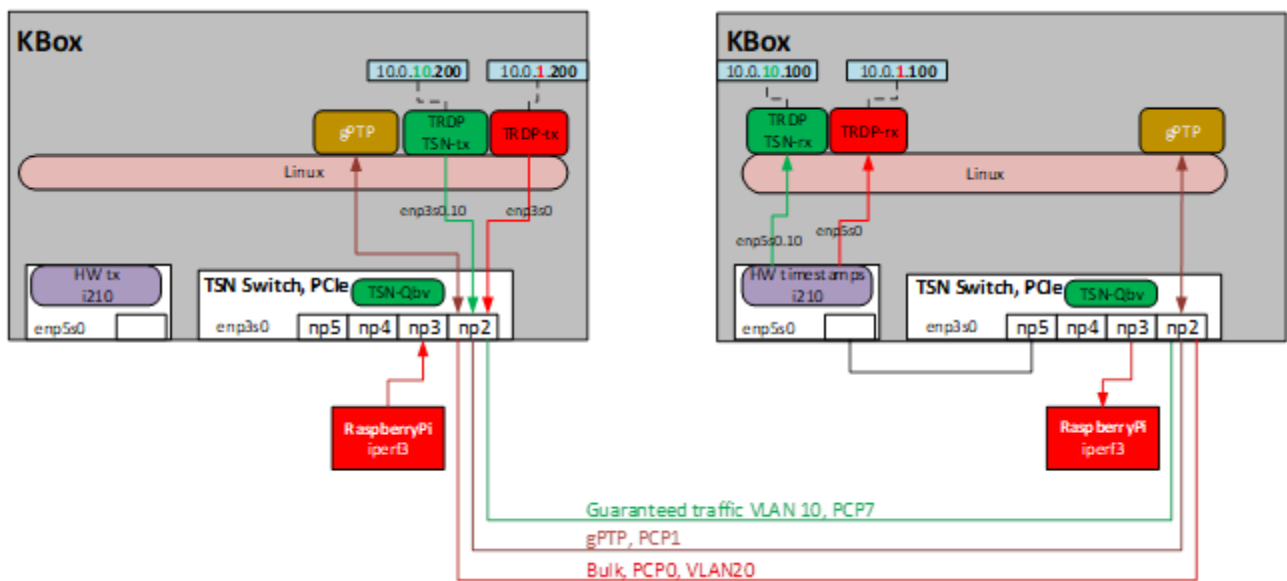 KBox
10.0.10.200
10.0.1.200
gPTP
TRDP
TSN-tx
TRDP-tx
Linux
enp3s0.10
enp3s0
HW tx
i210
enp5s0
TSN Switch, PCIe
TSN-Qbv
enp3s0
np5
np4
np3
np2
RaspberryPi
iperf3
KBox
10.0.10.100
10.0.1.100
TRDP
TSN-rx
TRDP-rx
gPTP
Linux
enp5s0.10
enp5s0
HW timestamps
i210
enp5s0
TSN Switch, PCIe
TSN-Qbv
enp3s0
np5
np4
np3
np2
RaspberryPi
iperf3
Guaranteed traffic VLAN 10, PCP7
gPTP, PCP1
Bulk, PCP0, VLAN20